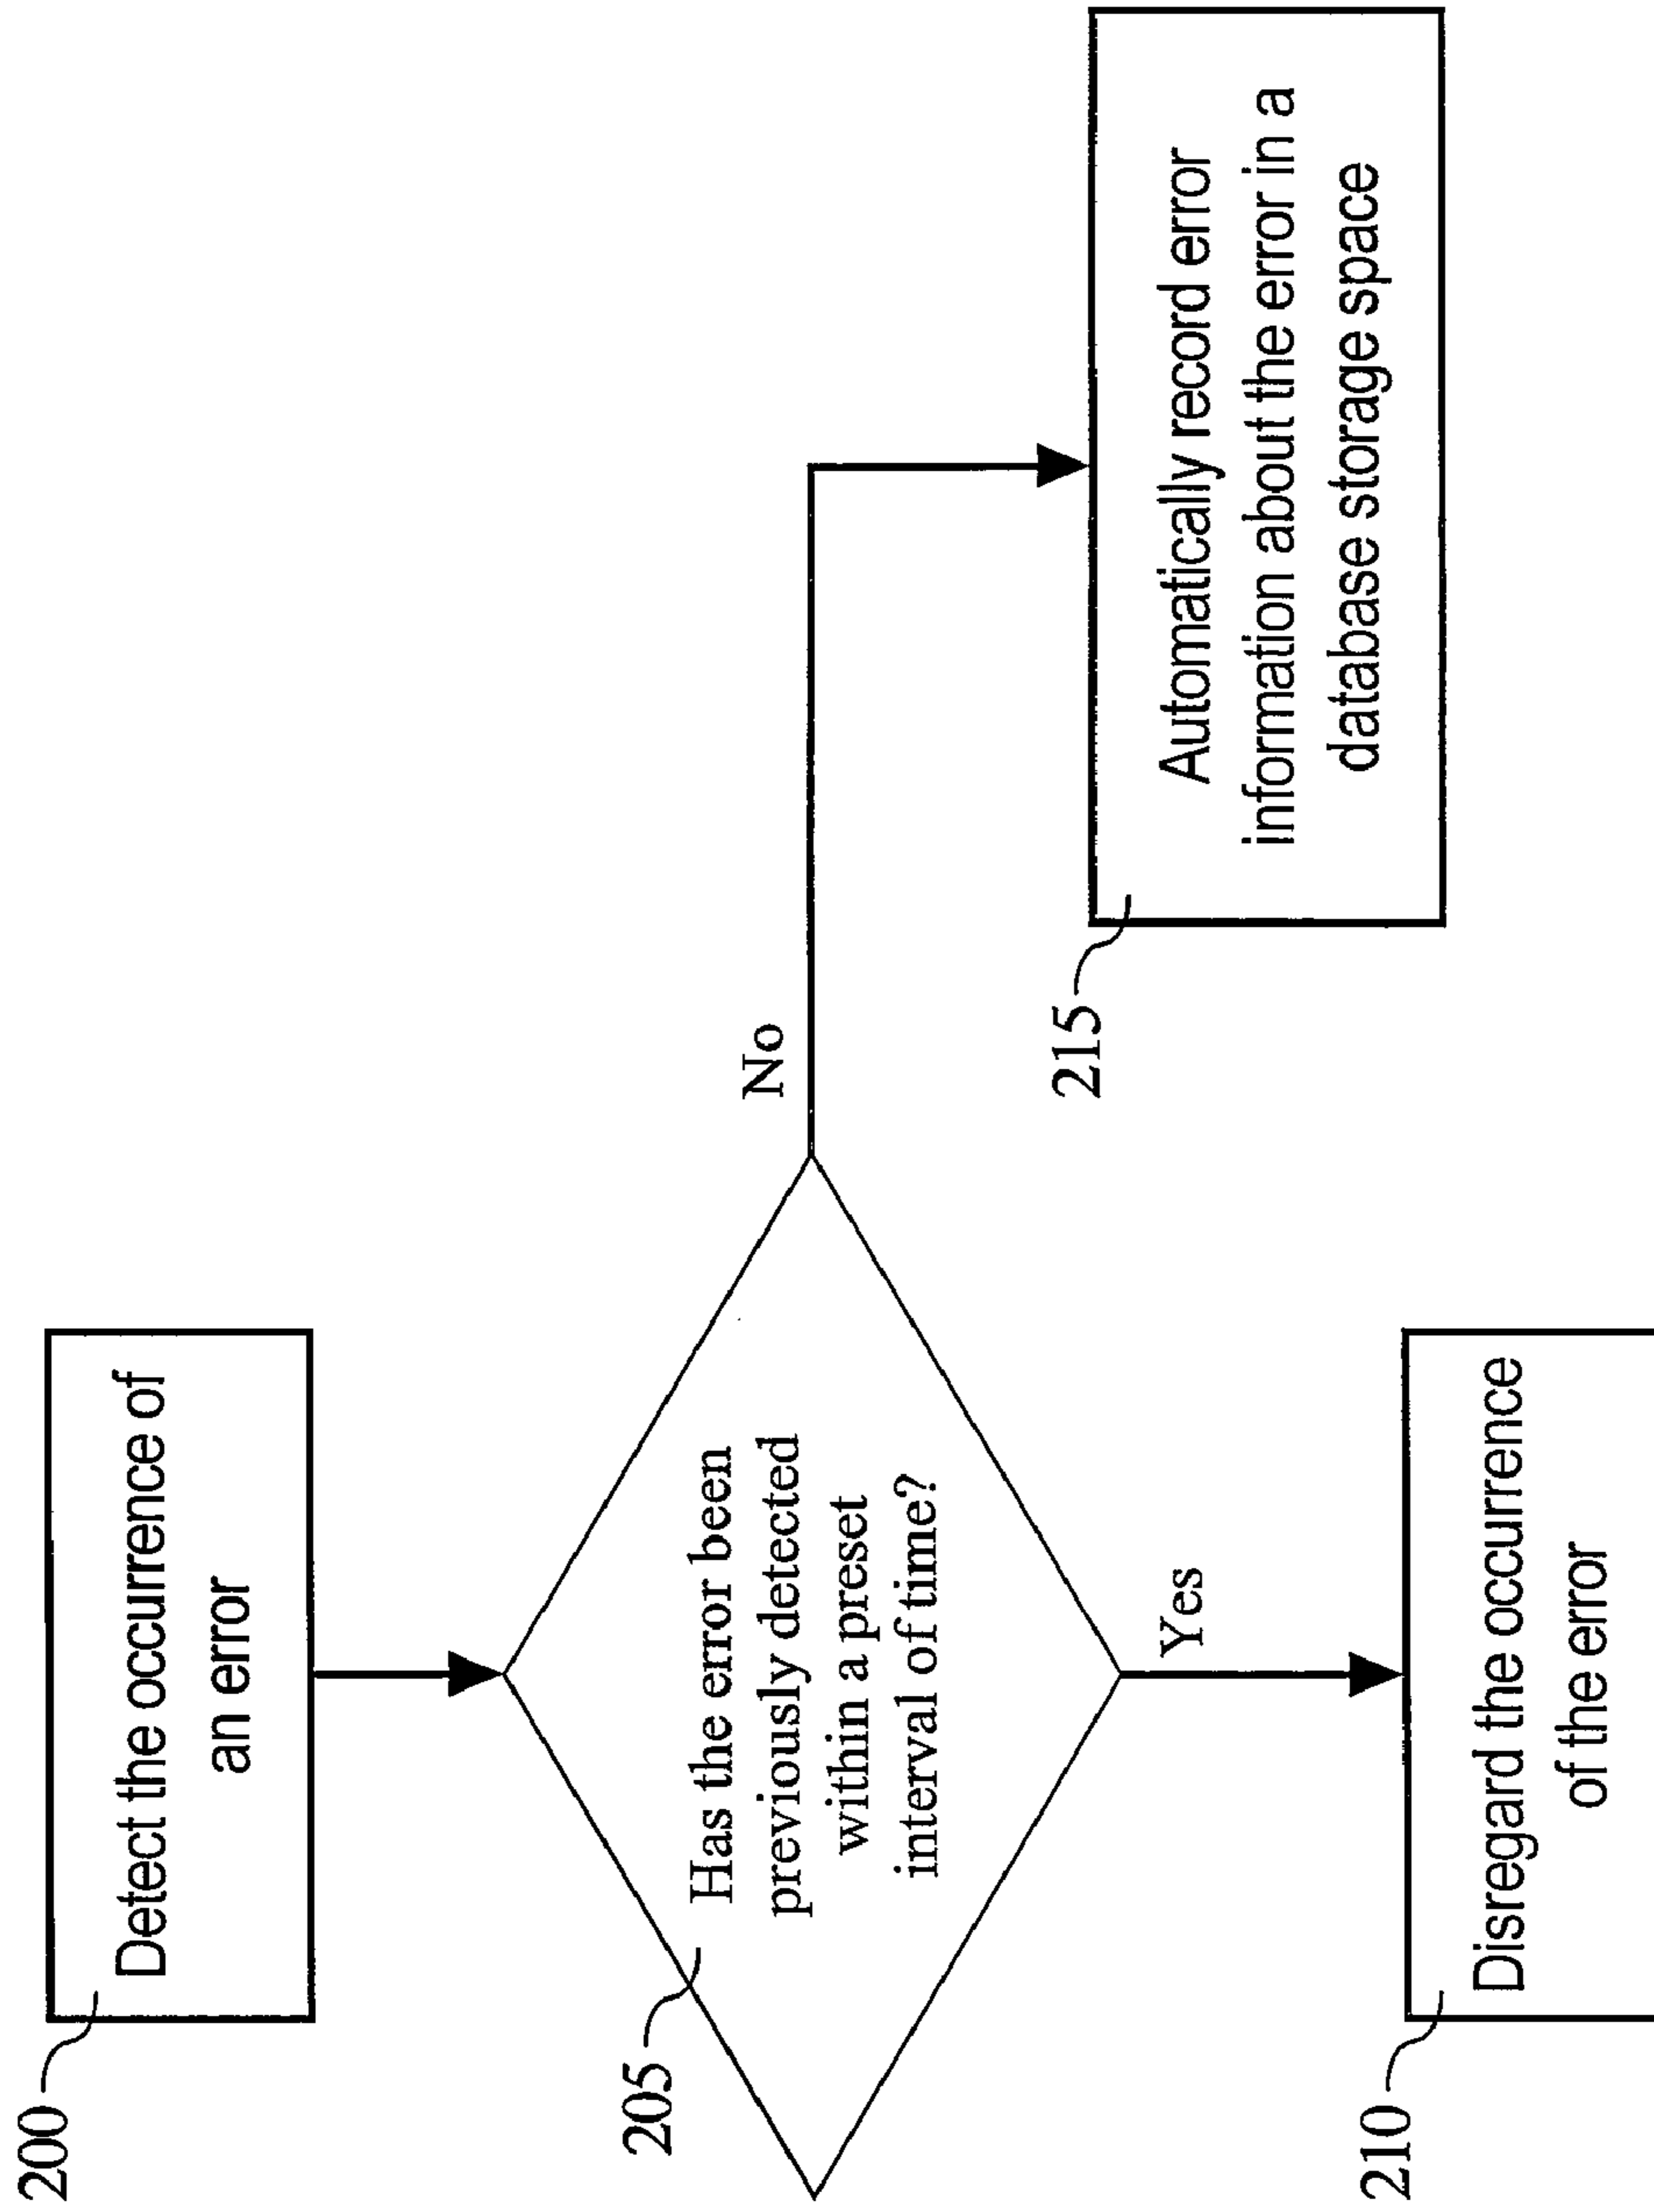 200
Detect the occurrence of
an error
205
Has the error been
previously detected
within a preset
interval of time?
No
Yes
215
Automatically record error
information about the error in a
database storage space
210
Disregard the occurrence
of the error